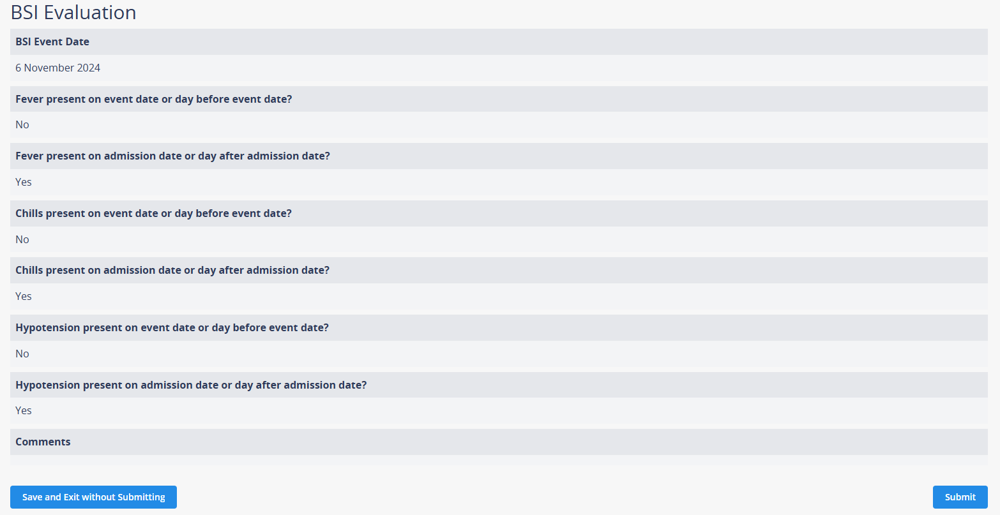 BSI Evaluation
BSI Event Date
6 November 2024
Fever present on event date or day before event date?
No
Fever present on admission date or day after admission date?
Yes
Chills present on event date or day before event date?
No
Chills present on admission date or day after admission date?
Yes
Hypotension present on event date or day before event date?
No
Hypotension present on admission date or day after admission date?
Yes
Comments
Save and Exit without Submitting
Submit